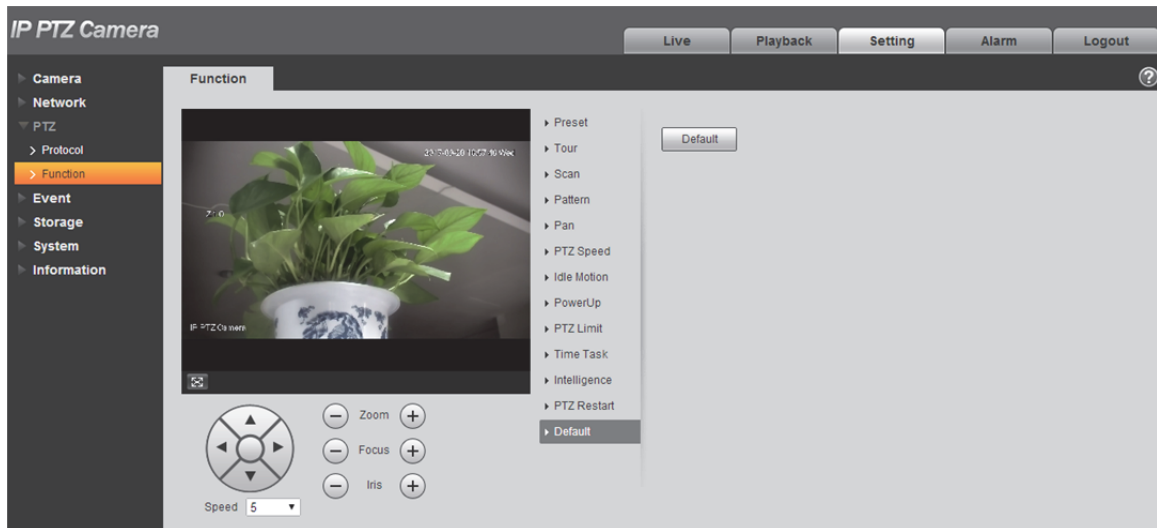 IP PTZ Camera
Live
Playback
Setting
Alarm
Logout
Camera
Network
PTZ
Protocol
Function
Event
Storage
System
Information
Function
?
IP PTZ Camera
Zoom
Focus
Iris
Speed 5
Preset
Tour
Scan
Pattern
Pan
PTZ Speed
Idle Motion
PowerUp
PTZ Limit
Time Task
Intelligence
PTZ Restart
Default
Default